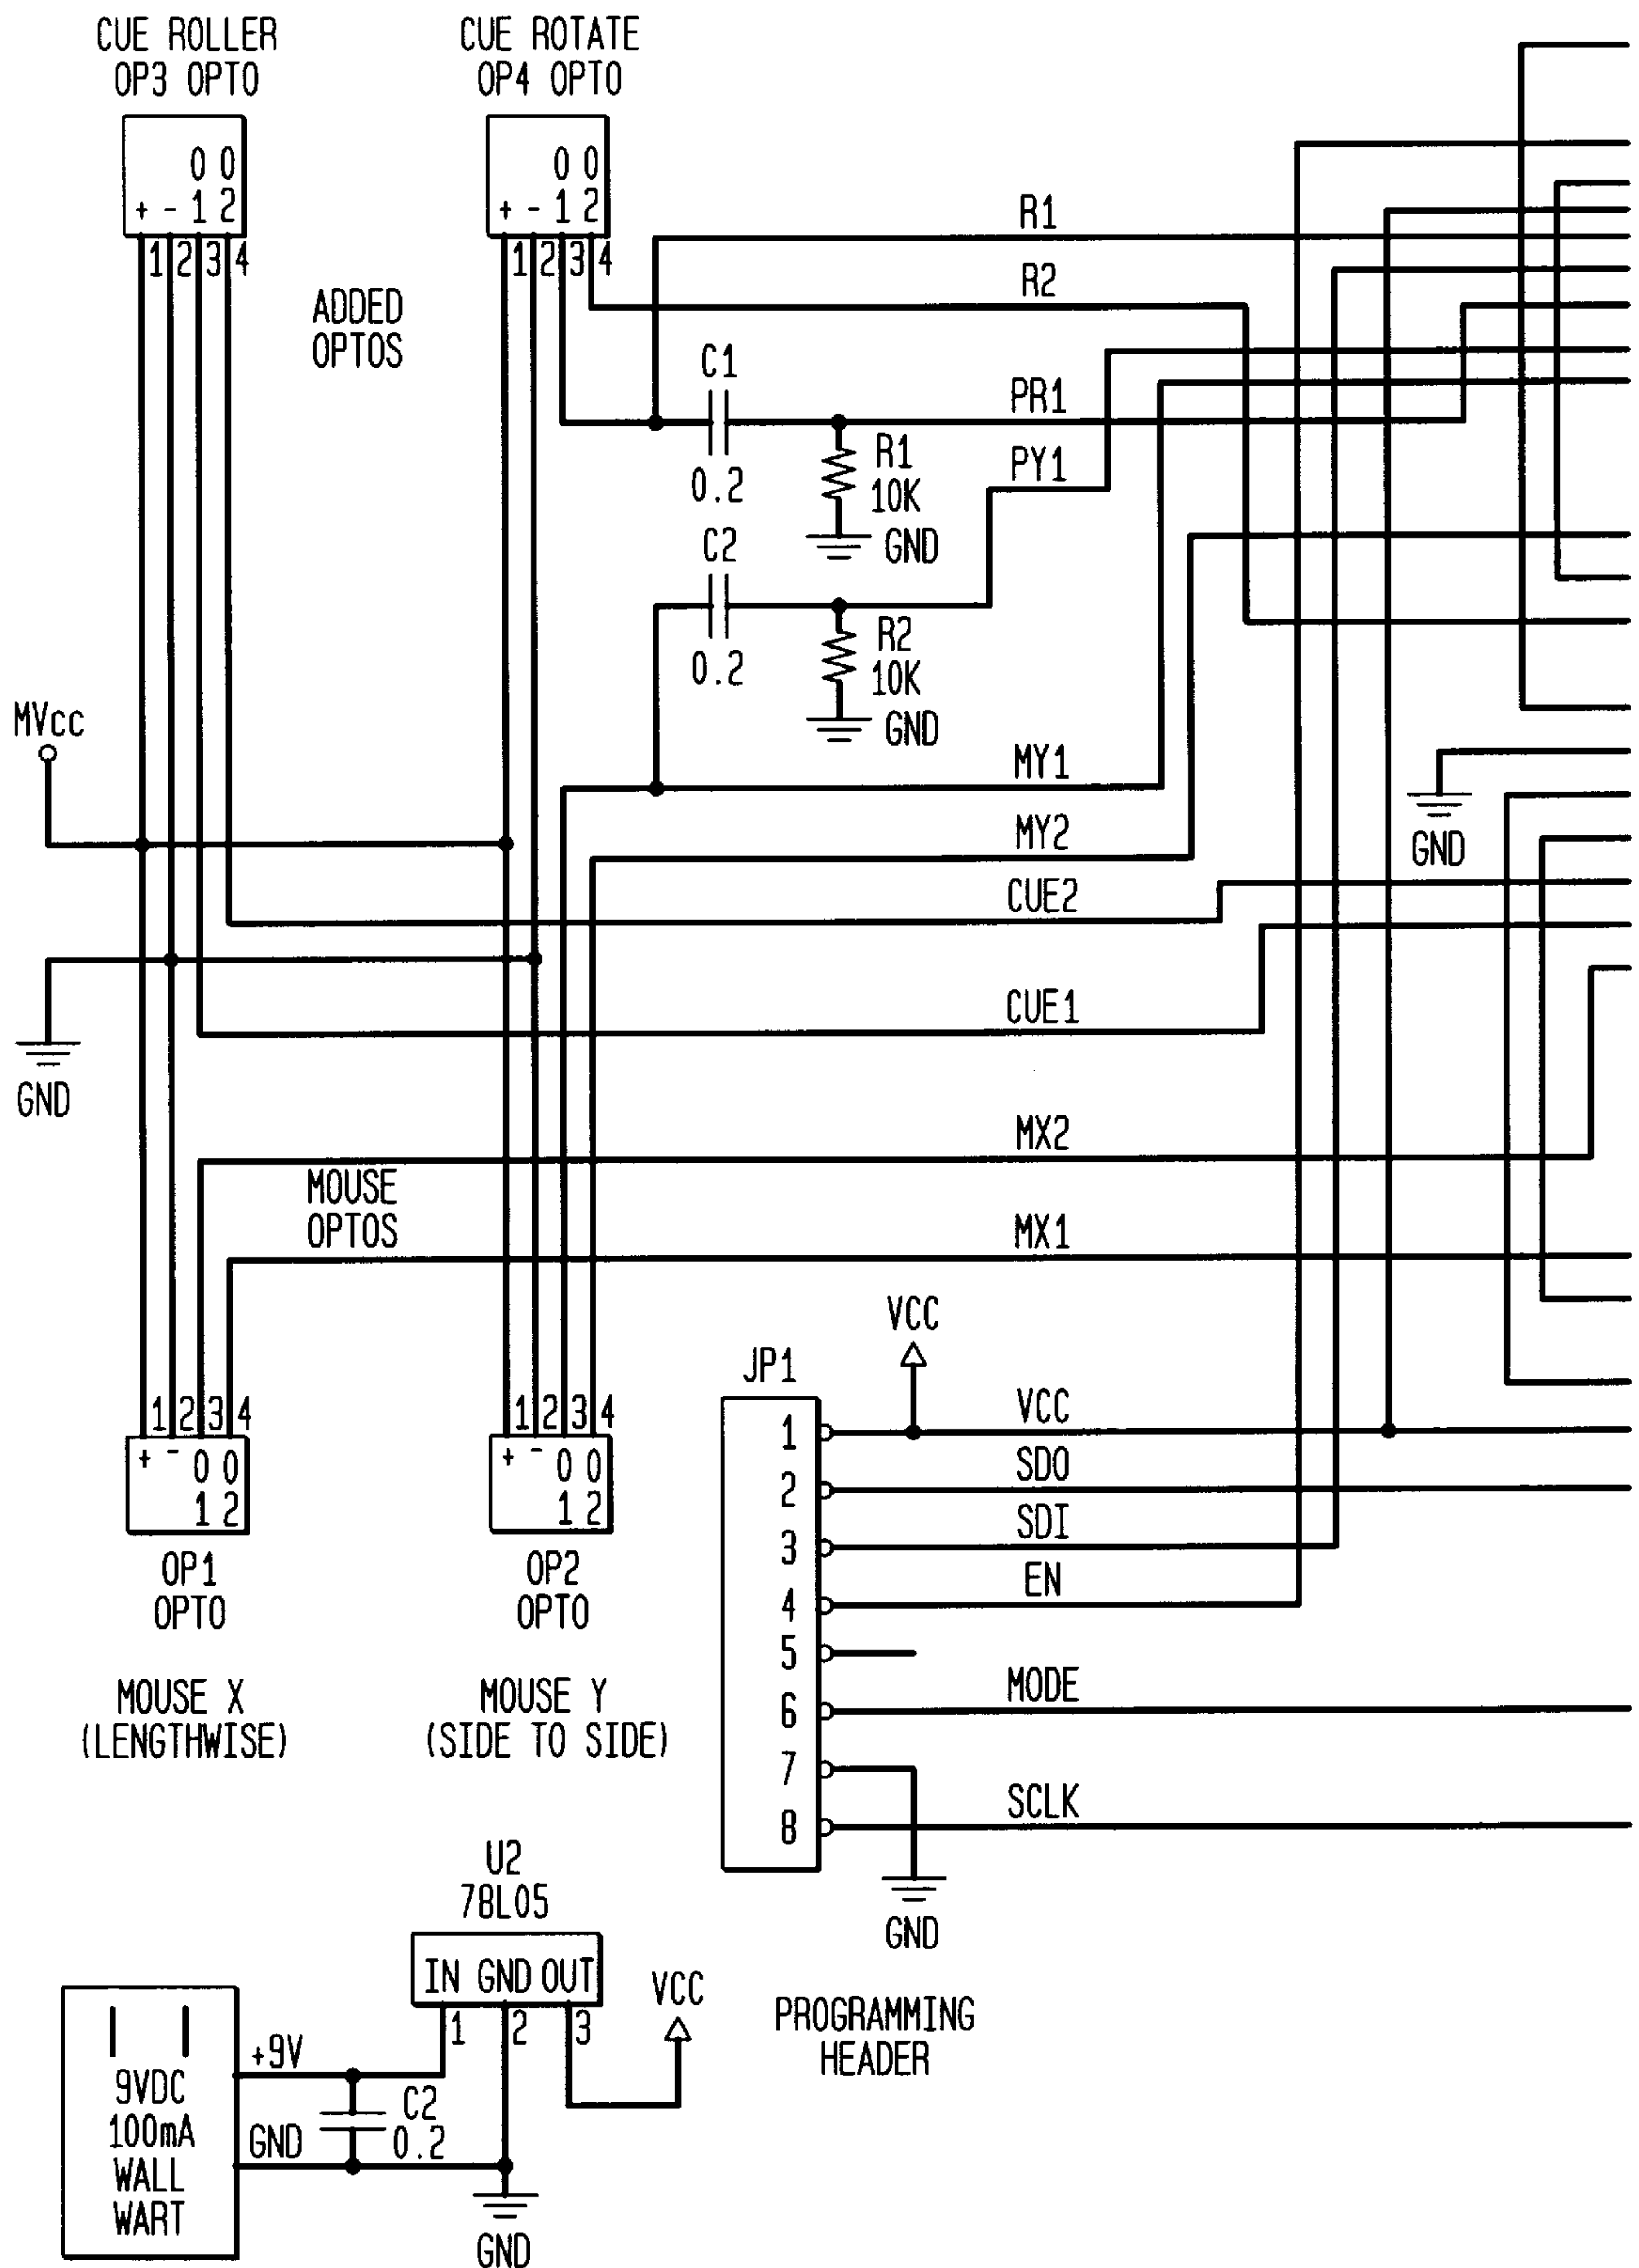 CUE ROLLER
OP3 OPTO
CUE ROTATE
OP4 OPTO
0 0
+ - 1 2
1 2 3 4
0 0
+ - 1 2
1 2 3 4
ADDED
OPTOS
R1
R2
C1
0.2
PR1
R1
10K
GND
PY1
C2
0.2
R2
10K
GND
MVcc
MY1
MY2
GND
CUE2
CUE1
GND
MX2
MOUSE
OPTOS
MX1
1 2 3 4
+ - 0 0
1 2
OP1
OPTO
MOUSE X
(LENGTHWISE)
1 2 3 4
+ - 0 0
1 2
OP2
OPTO
MOUSE Y
(SIDE TO SIDE)
VCC
JP1
1
VCC
2
SDO
3
SDI
4
EN
5
6
MODE
7
8
SCLK
GND
PROGRAMMING
HEADER
U2
78L05
IN GND OUT
1 2 3
VCC
+9V
9VDC
100mA
WALL
WART
GND
C2
0.2
GND